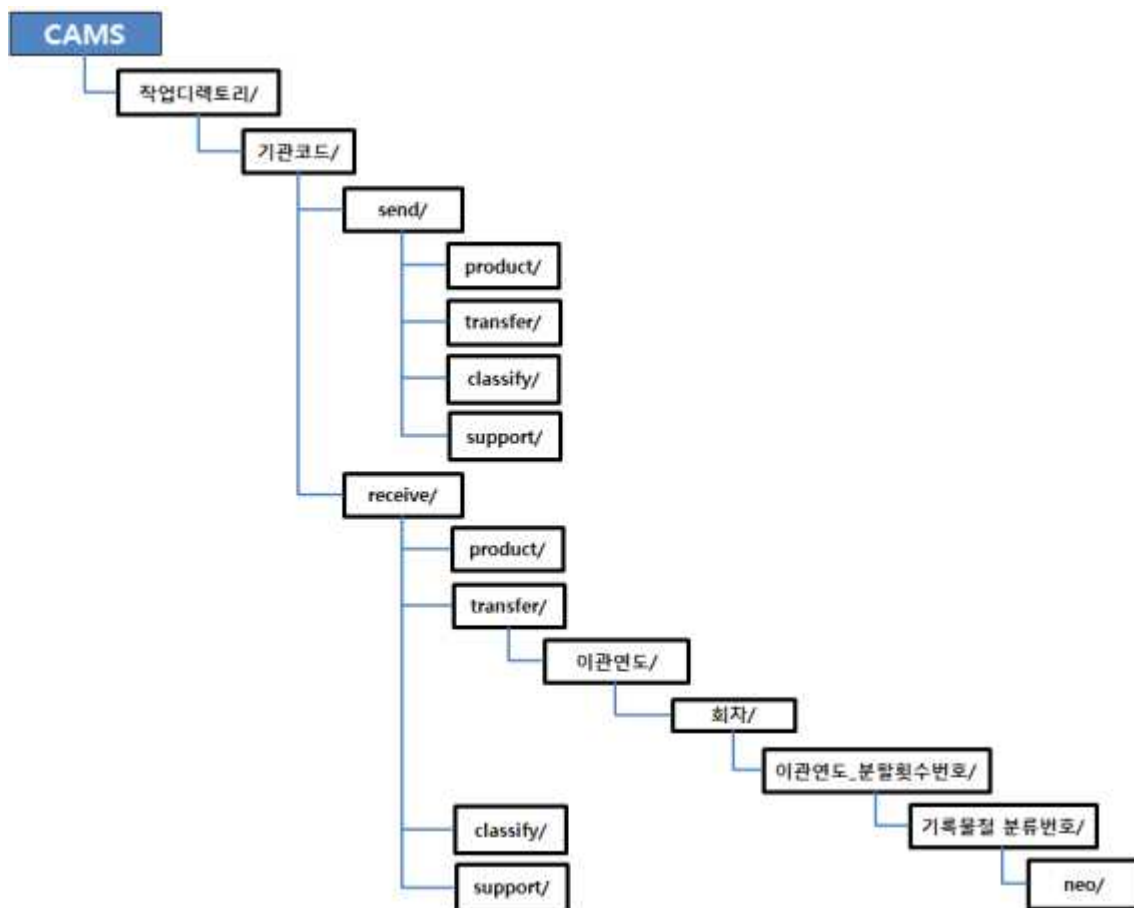 CAMS
작업디렉토리/
기관코드/
send/
product/
transfer/
classify/
support/
receive/
product/
transfer/
이관연도/
회차/
이관연도_분할횟수번호/
기록물철 분류번호/
classify/
support/
neo/